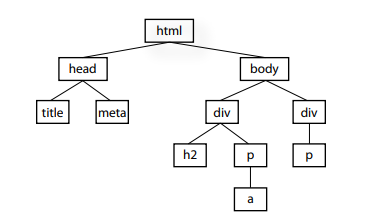 html
head body
title meta div div
h2 p p
a